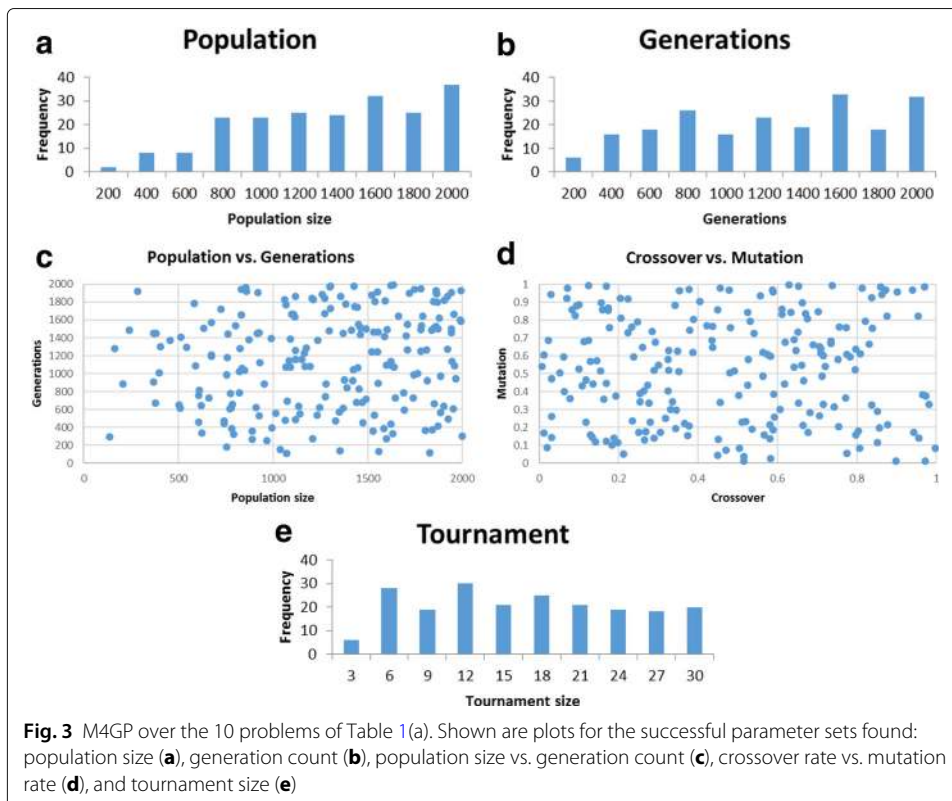 a Population
Frequency
40
30
20
10
0
200 400 600 800 1000 1200 1400 1600 1800 2000
Population size
b Generations
Frequency
40
30
20
10
0
200 400 600 800 1000 1200 1400 1600 1800 2000
Generations
c Population vs. Generations
Generations
2000
1800
1600
1400
1200
1000
800
600
400
200
0
0 500 1000 1500 2000
Population size
d Crossover vs. Mutation
Mutation
1
0.9
0.8
0.7
0.6
0.5
0.4
0.3
0.2
0.1
0
0 0.2 0.4 0.6 0.8 1
Crossover
e Tournament
Frequency
40
30
20
10
0
3 6 9 12 15 18 21 24 27 30
Tournament size
Fig. 3 M4GP over the 10 problems of Table 1(a). Shown are plots for the successful parameter sets found:
population size (a), generation count (b), population size vs. generation count (c), crossover rate vs. mutation
rate (d), and tournament size (e)